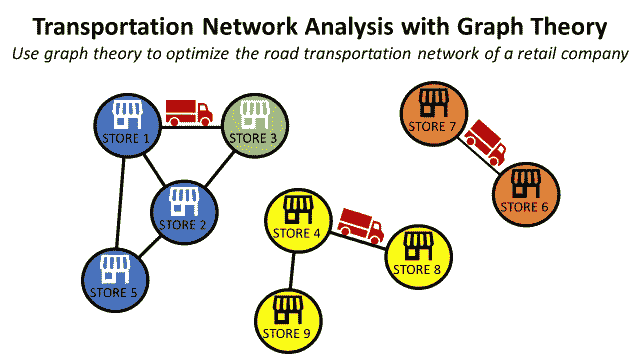 Transportation Network Analysis with Graph Theory
Use graph theory to optimize the road transportation network of a retail company
STORE 1
STORE 3
STORE 7
STORE 6
STORE 2
STORE 4
STORE 8
STORE 5
STORE 9